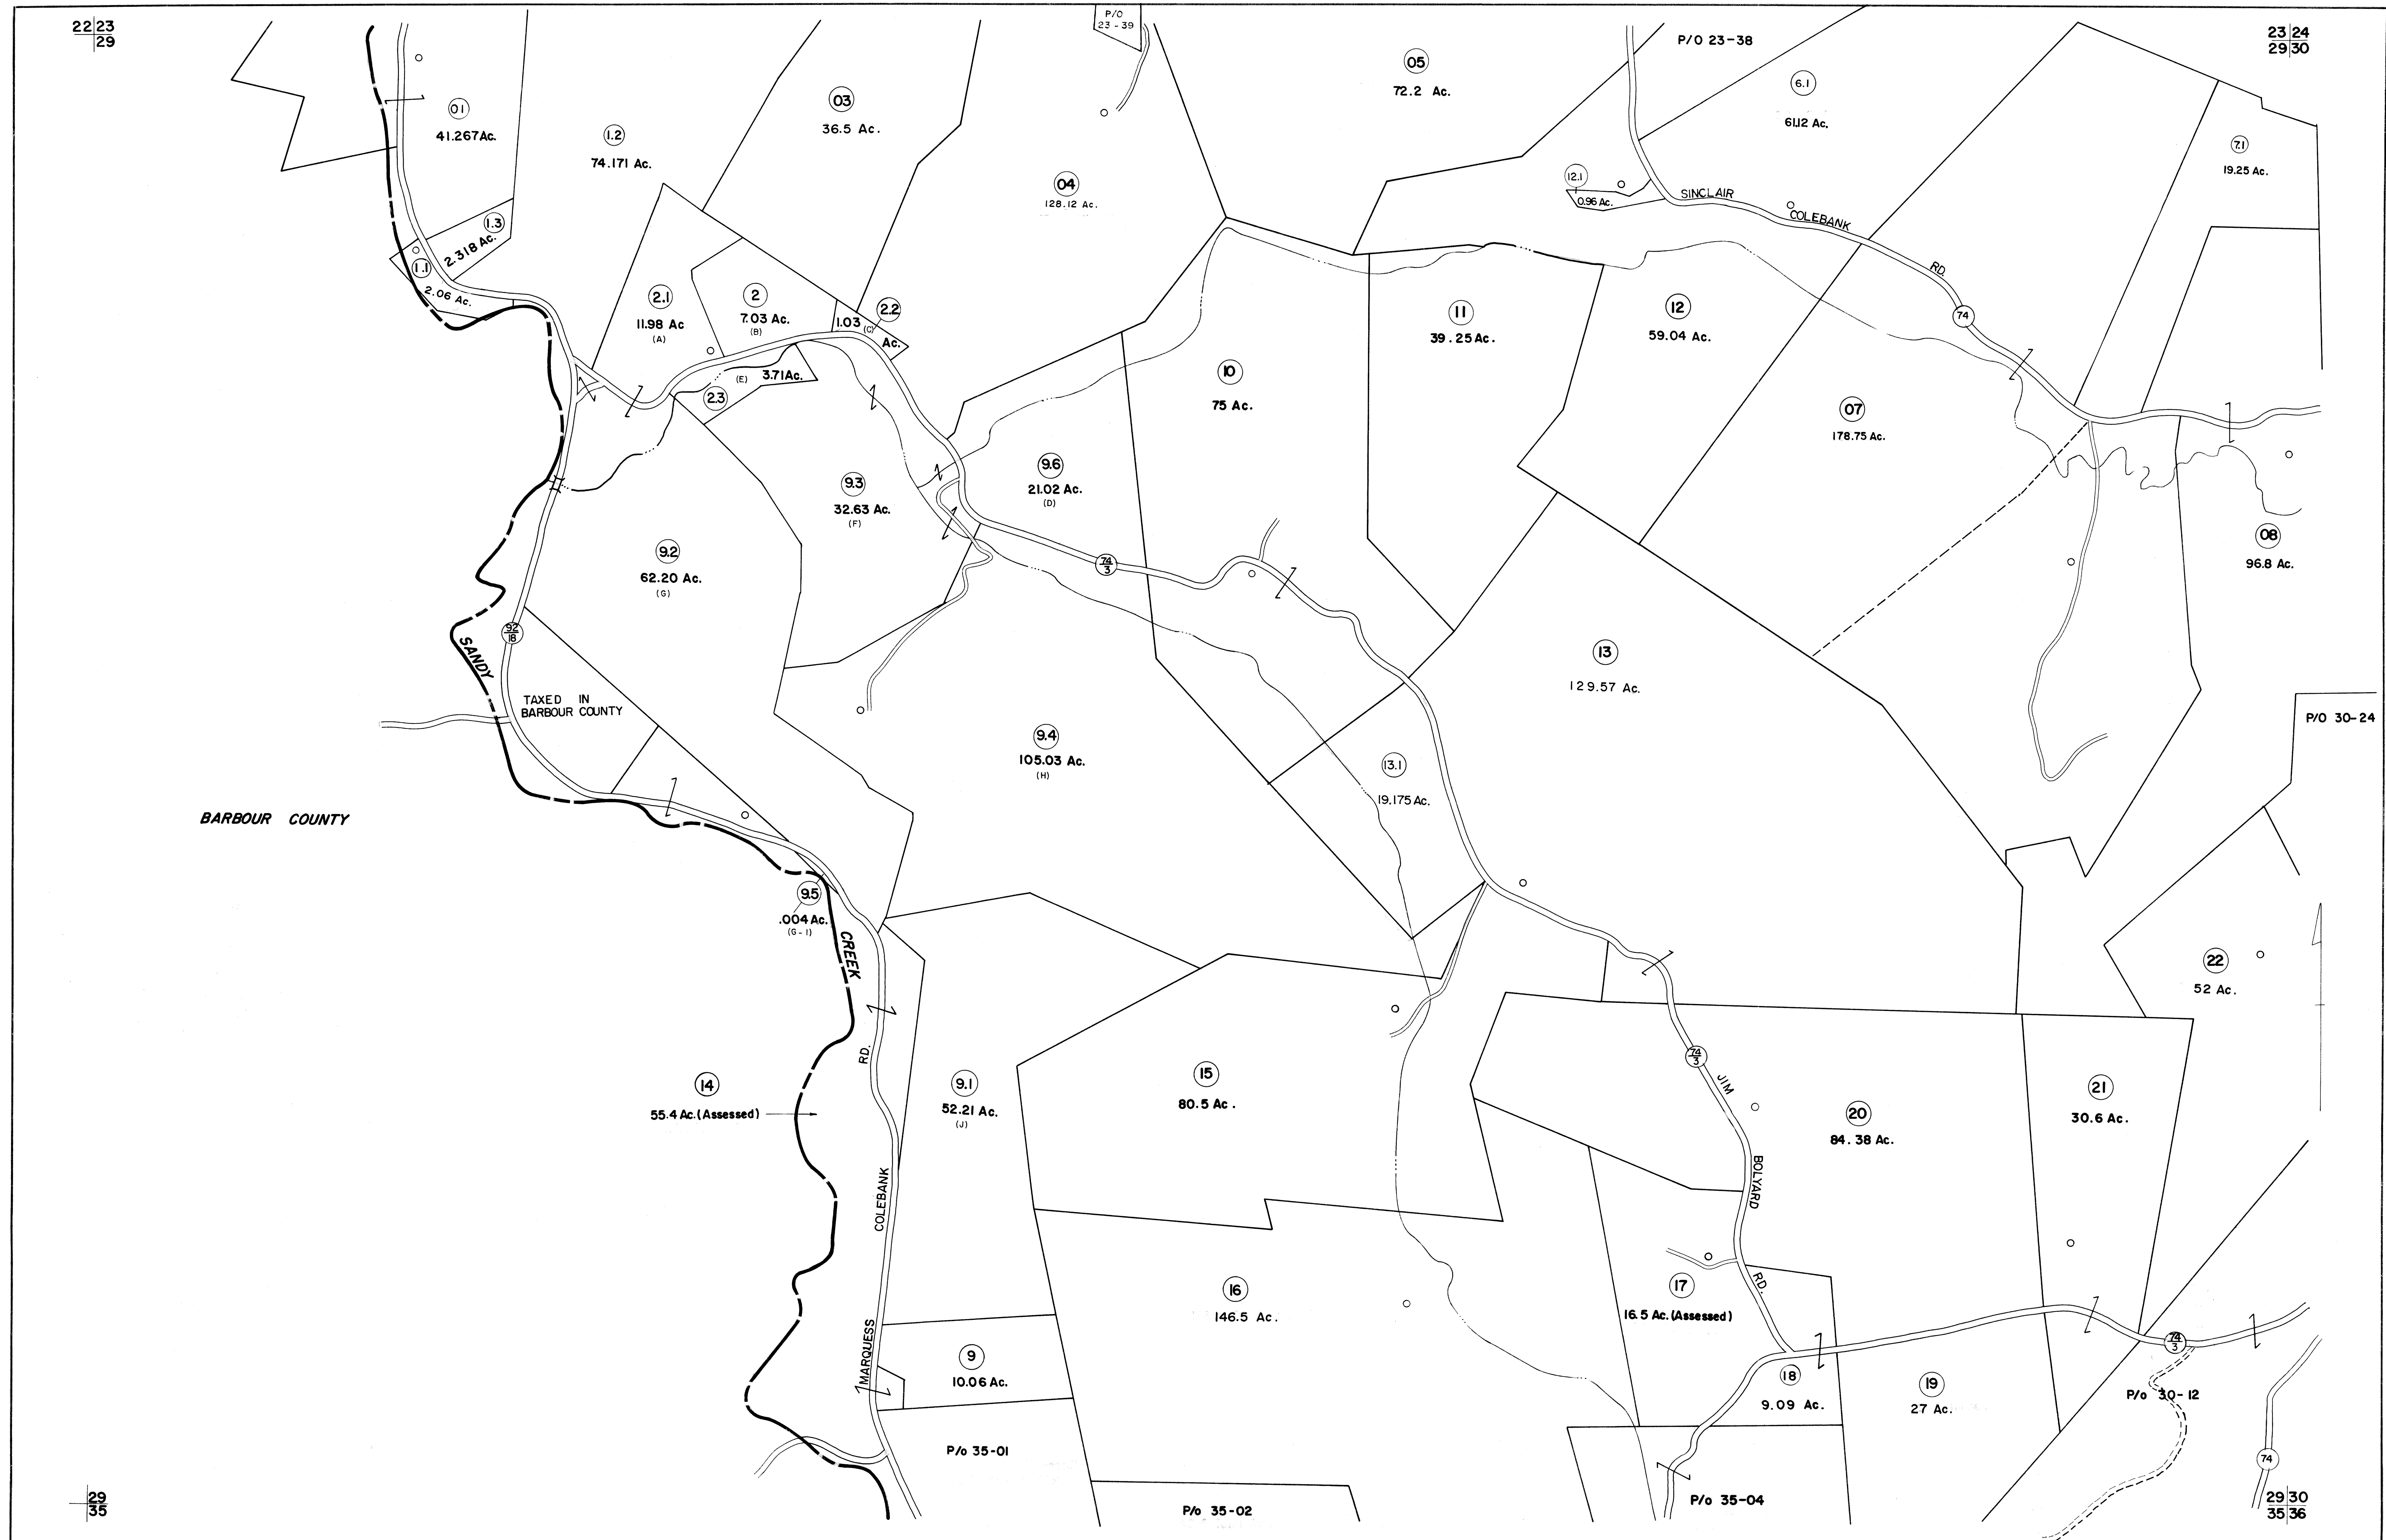 22 23
29
P/O
23-39
23 24
29 30
P/O 23-38
01
41.267 Ac.
1.2
74.171 Ac.
03
36.5 Ac.
05
72.2 Ac.
6.1
61.12 Ac.
7.1
19.25 Ac.
04
128.12 Ac.
12.1
0.96 Ac.
SINCLAIR
COLEBANK
RD.
74
1.3
2.318 Ac.
1.1
2.06 Ac.
2.1
11.98 Ac
(A)
2
7.03 Ac.
(B)
2.2
1.03 (C)
Ac.
(E) 3.71 Ac.
2.3
11
39.25 Ac.
12
59.04 Ac.
10
75 Ac.
07
178.75 Ac.
9.3
32.63 Ac.
(F)
9.6
21.02 Ac.
(D)
08
96.8 Ac.
9.2
62.20 Ac.
(G)
74
3
92
18
SANDY
TAXED IN
BARBOUR COUNTY
13
129.57 Ac.
P/O 30-24
9.4
105.03 Ac.
(H)
13.1
19.175 Ac.
BARBOUR COUNTY
9.5
.004 Ac.
(G-1)
CREEK
22
52 Ac.
RD.
14
55.4 Ac. (Assessed)
9.1
52.21 Ac.
(J)
15
80.5 Ac.
74
3
JIM
20
84.38 Ac.
21
30.6 Ac.
COLEBANK
BOLYARD
16
146.5 Ac.
17
16.5 Ac. (Assessed)
RD.
MARQUESS
9
10.06 Ac.
18
9.09 Ac.
19
27 Ac.
74
3
P/o 30-12
P/o 35-01
74
29
35
P/o 35-02
P/o 35-04
29 30
35 36